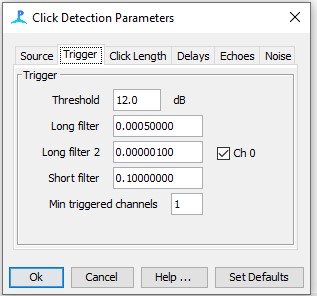 Click Detection Parameters
Source Trigger Click Length Delays Echoes Noise
Trigger
Threshold 12.0 dB
Long filter 0.00050000
Long filter 2 0.00000100 Ch 0
Short filter 0.10000000
Min triggered channels 1
Ok Cancel Help ... Set Defaults